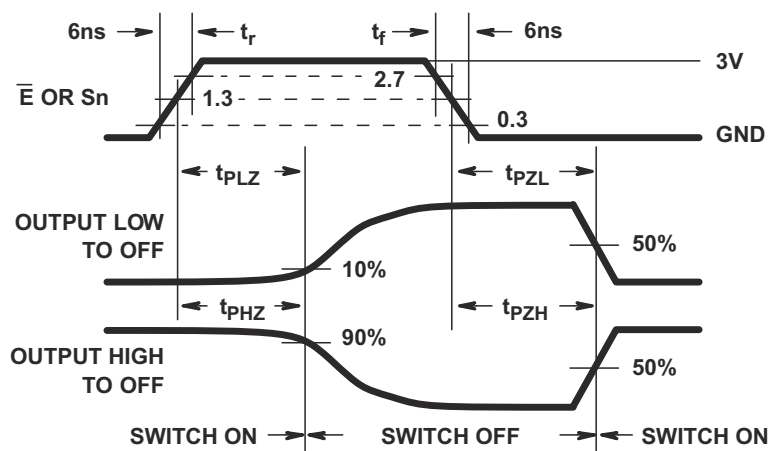 6ns tr tf 6ns
3V
2.7
E̅ OR Sn 1.3
0.3
GND
tPLZ tPZL
OUTPUT LOW
TO OFF
50%
10%
tPHZ tPZH
90%
OUTPUT HIGH
TO OFF
50%
SWITCH ON SWITCH OFF SWITCH ON